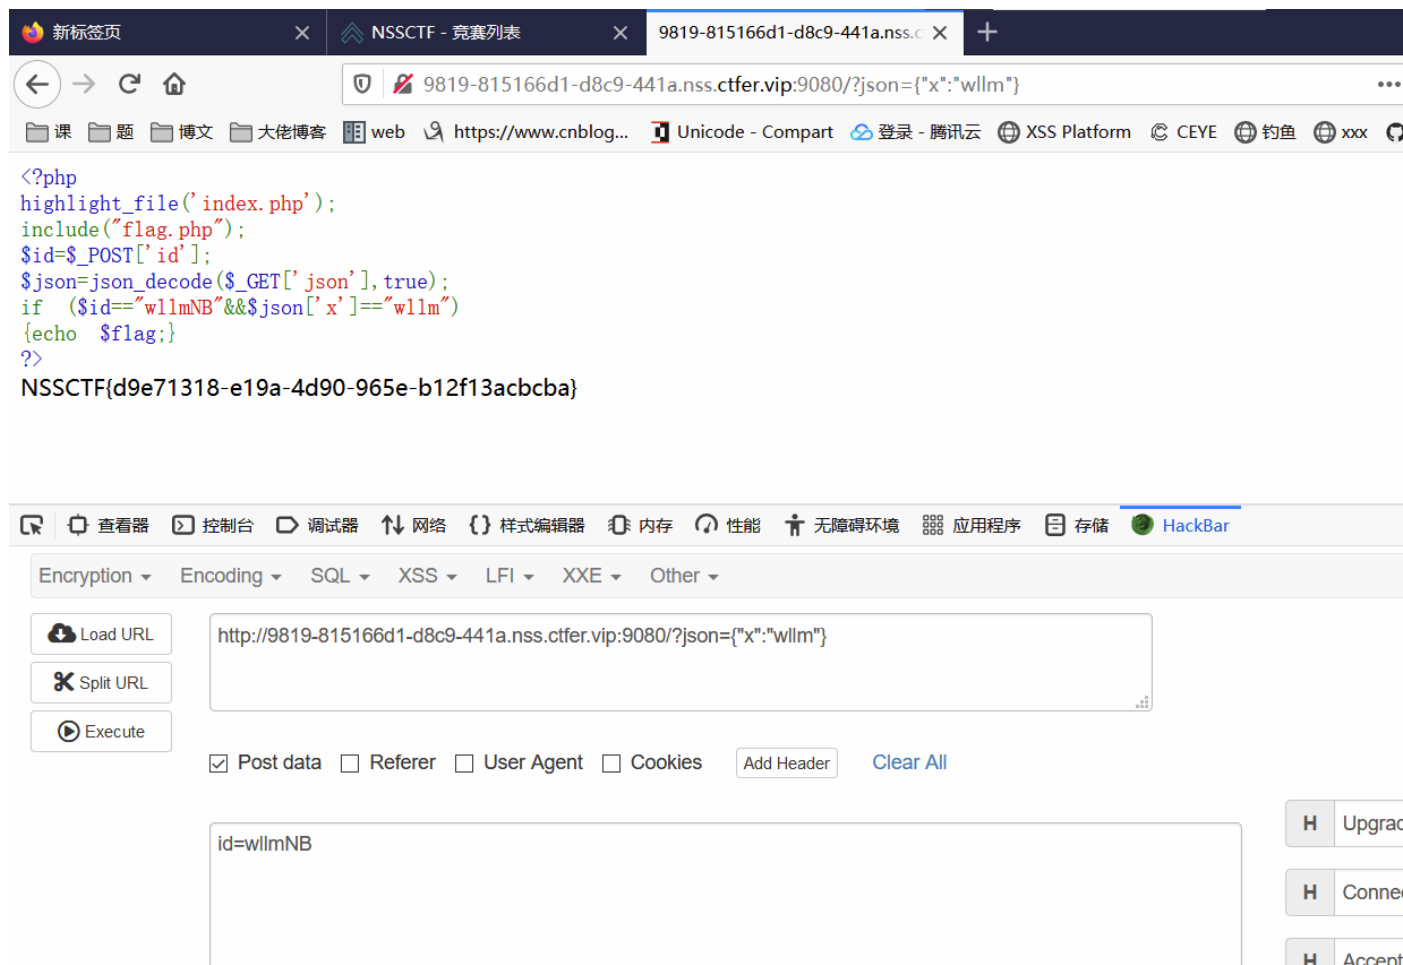 新标签页
NSSCTF - 竞赛列表
9819-815166d1-d8c9-441a.nss.c
9819-815166d1-d8c9-441a.nss.ctfer.vip:9080/?json={"x":"wllm"}
课 题 博文 大佬博客 web https://www.cnblog... Unicode - Compart 登录 - 腾讯云 XSS Platform CEYE 钓鱼 xxx
<?php
highlight_file('index.php');
include("flag.php");
$id=$_POST['id'];
$json=json_decode($_GET['json'],true);
if ($id=="wllmNB"&&$json['x']=="wllm")
{echo $flag;}
?>
NSSCTF{d9e71318-e19a-4d90-965e-b12f13acbcba}
查看器 控制台 调试器 网络 样式编辑器 内存 性能 无障碍环境 应用程序 存储 HackBar
Encryption Encoding SQL XSS LFI XXE Other
Load URL
http://9819-815166d1-d8c9-441a.nss.ctfer.vip:9080/?json={"x":"wllm"}
Split URL
Execute
Post data Referer User Agent Cookies Add Header Clear All
id=wllmNB
H Upgrad
H Connec
H Accept